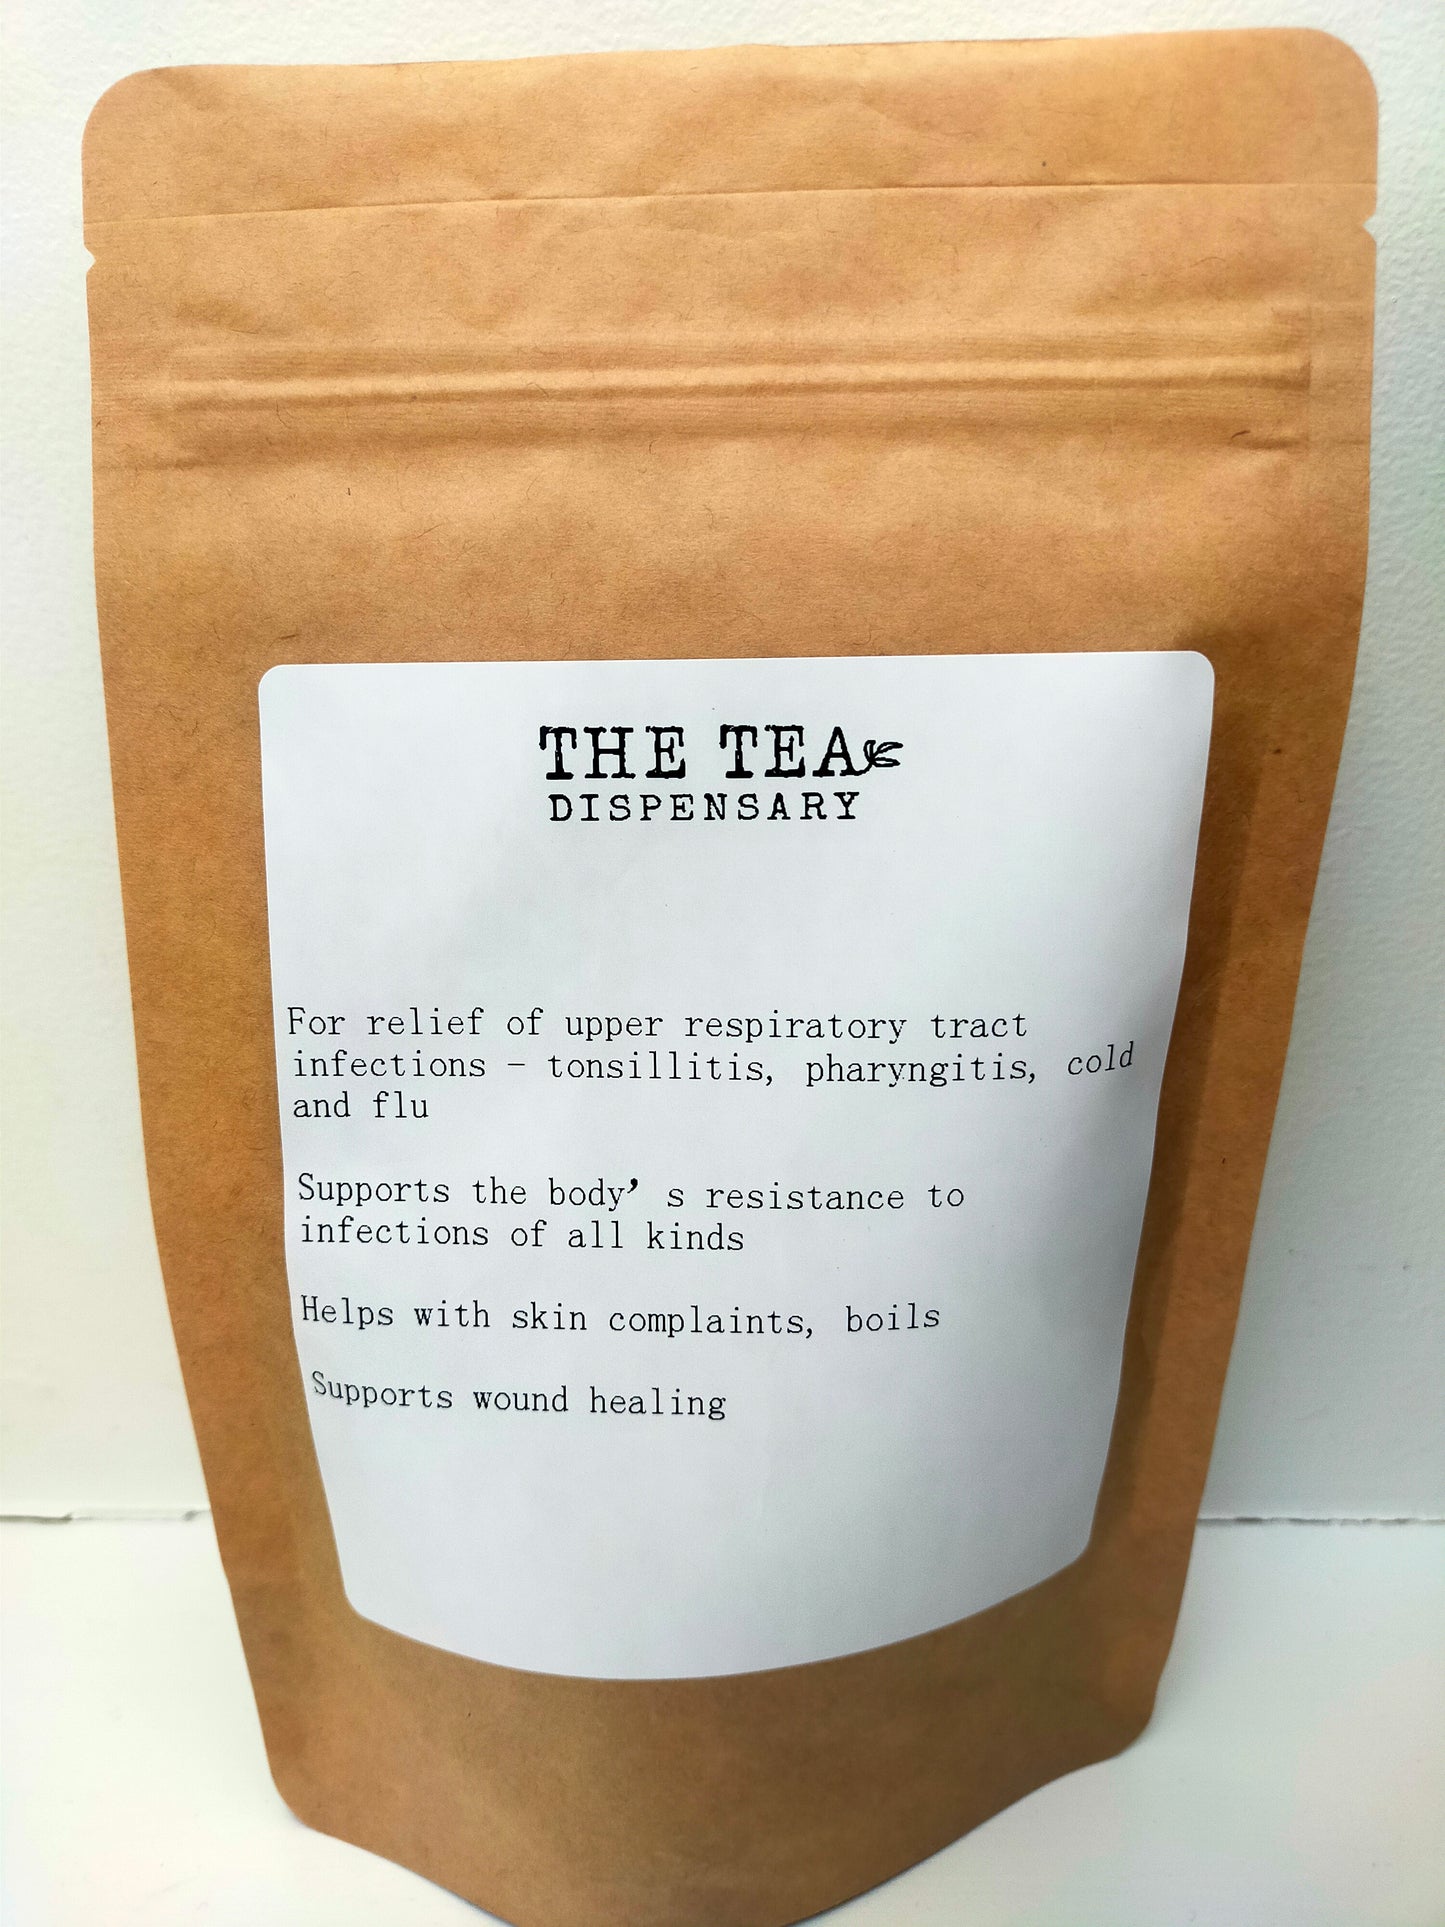 THE TEA
DISPENSARY
For relief of upper respiratory tract
infections - tonsillitis, pharyngitis, cold
and flu
Supports the body’ s resistance to
infections of all kinds
Helps with skin complaints, boils
Supports wound healing